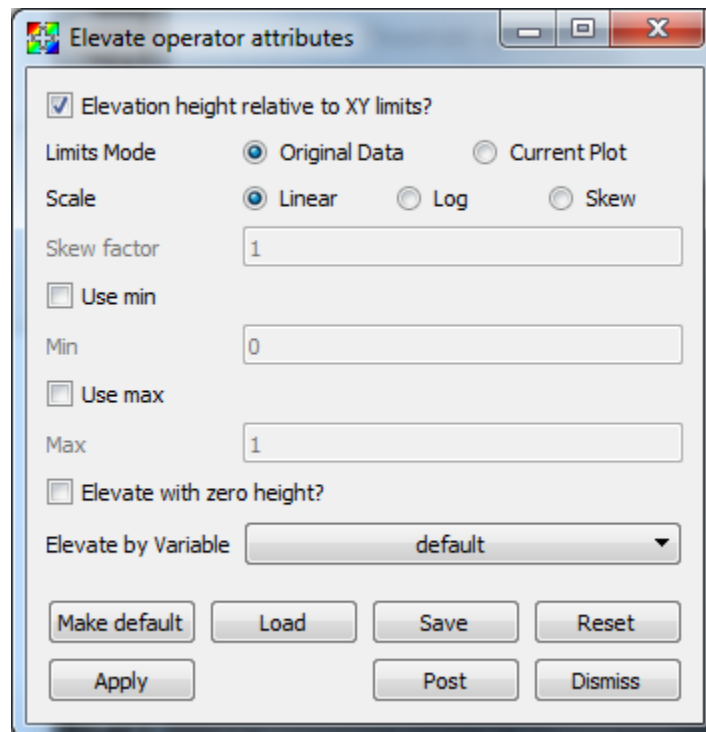 Elevate operator attributes
Elevation height relative to XY limits?
Limits Mode Original Data Current Plot
Scale Linear Log Skew
Skew factor 1
Use min
Min 0
Use max
Max 1
Elevate with zero height?
Elevate by Variable default
Make default Load Save Reset
Apply Post Dismiss